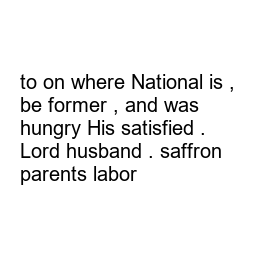 to on where National is ,
be former , and was
hungry His satisfied .
Lord husband . saffron
parents labor